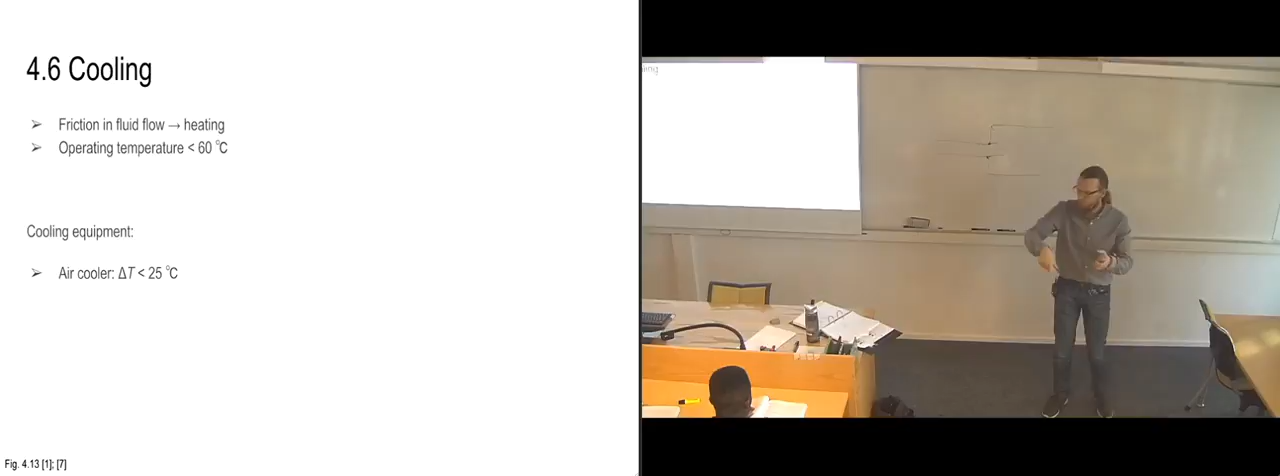 4.6 Cooling
➢ Friction in fluid flow → heating
➢ Operating temperature < 60 °C
Cooling equipment:
➢ Air cooler: ΔT < 25 °C
Fig. 4.13 [1]; [7]